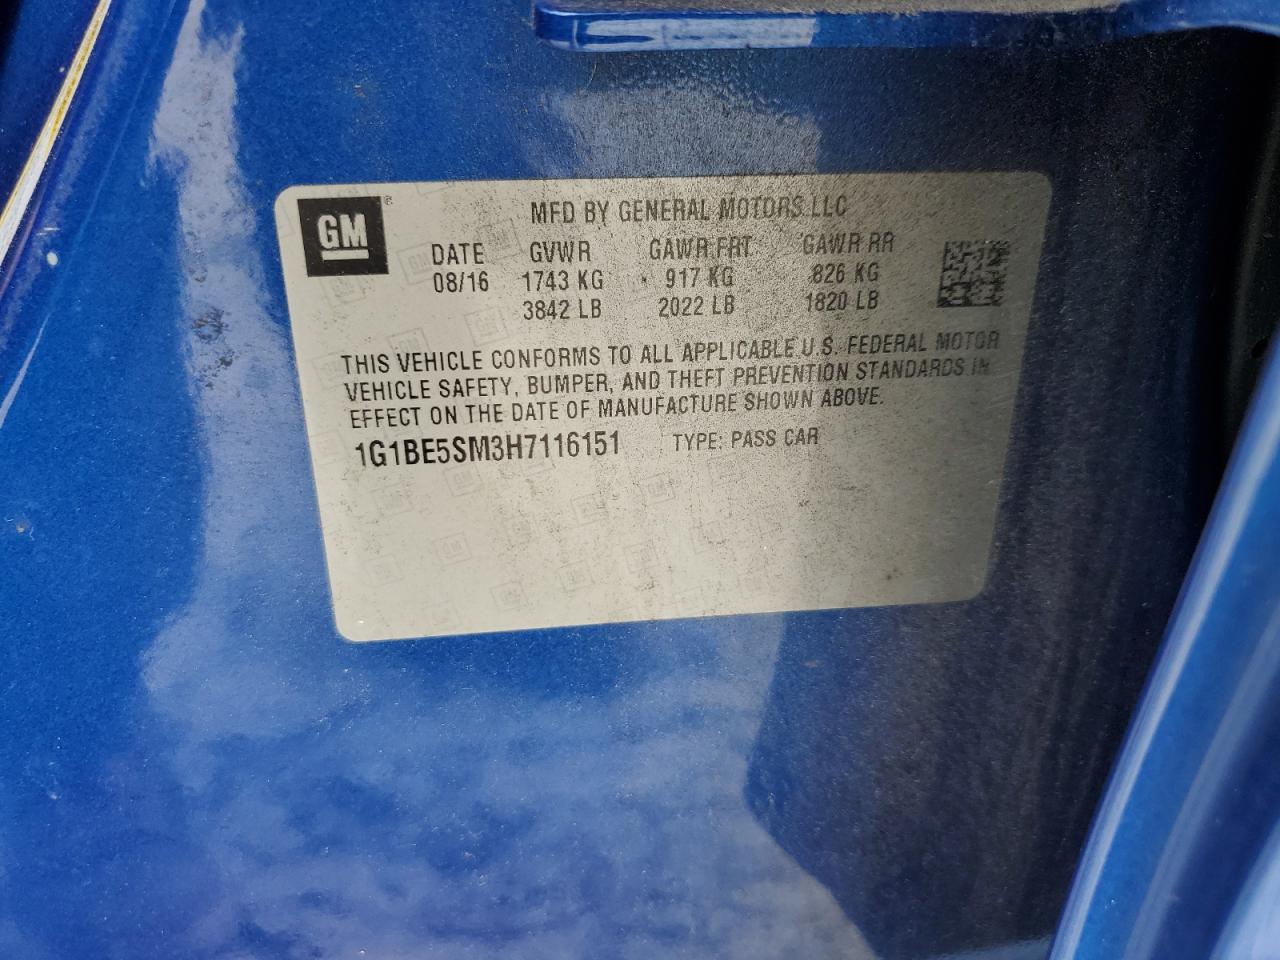 GM ®
MFD BY GENERAL MOTORS LLC
DATE GVWR GAWR FRT GAWR RR
08/16 1743 KG 917 KG 826 KG
3842 LB 2022 LB 1820 LB
THIS VEHICLE CONFORMS TO ALL APPLICABLE U.S. FEDERAL MOTOR
VEHICLE SAFETY, BUMPER, AND THEFT PREVENTION STANDARDS IN
EFFECT ON THE DATE OF MANUFACTURE SHOWN ABOVE.
1G1BE5SM3H7116151 TYPE: PASS CAR